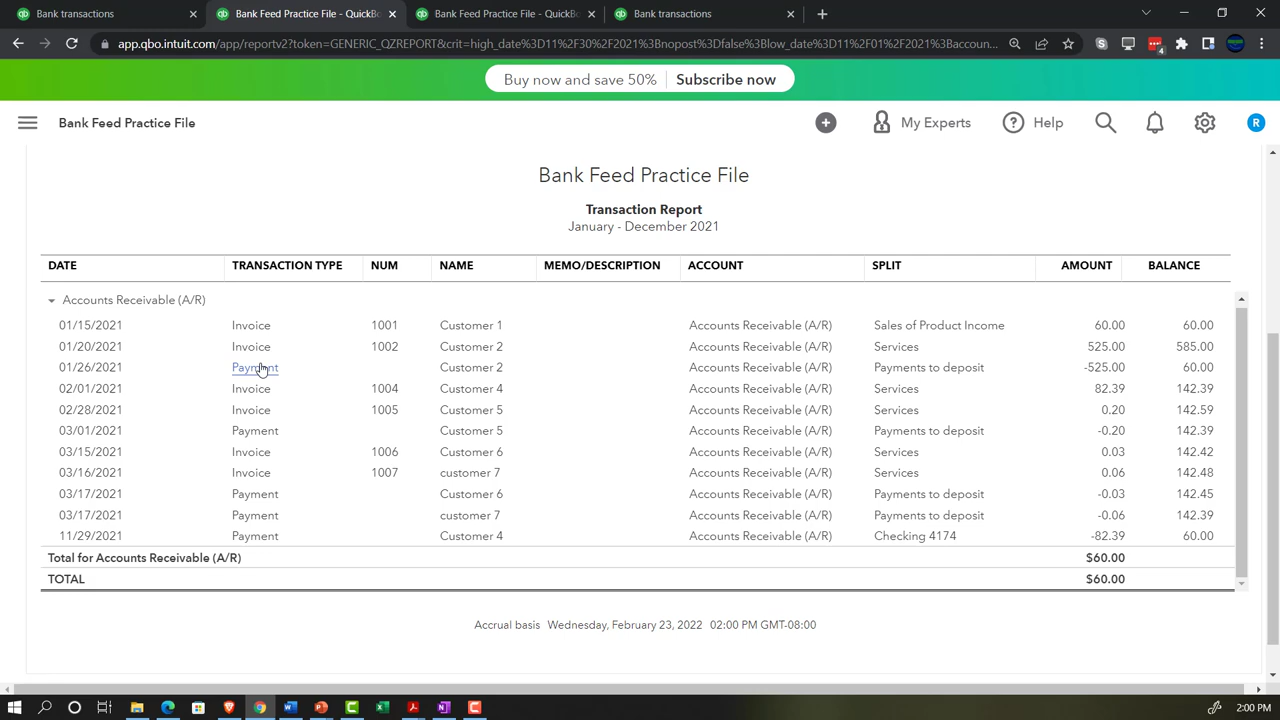 Bank transactions
Bank Feed Practice File - QuickBo
Bank Feed Practice File - QuickB
Bank transactions
app.qbo.intuit.com/app/reportv2?token=GENERIC_QZREPORT&crit=high_date%3D11%2F30%2F2021%3Bnopost%3Dfalse%3Blow_date%3D11%2F01%2F2021%3Baccoun...
4
Buy now and save 50% Subscribe now
Bank Feed Practice File
My Experts
Help
R
Bank Feed Practice File
Transaction Report
January - December 2021
DATE TRANSACTION TYPE NUM NAME MEMO/DESCRIPTION ACCOUNT SPLIT AMOUNT BALANCE
Accounts Receivable (A/R)
01/15/2021 Invoice 1001 Customer 1 Accounts Receivable (A/R) Sales of Product Income 60.00 60.00
01/20/2021 Invoice 1002 Customer 2 Accounts Receivable (A/R) Services 525.00 585.00
01/26/2021 Payment Customer 2 Accounts Receivable (A/R) Payments to deposit -525.00 60.00
02/01/2021 Invoice 1004 Customer 4 Accounts Receivable (A/R) Services 82.39 142.39
02/28/2021 Invoice 1005 Customer 5 Accounts Receivable (A/R) Services 0.20 142.59
03/01/2021 Payment Customer 5 Accounts Receivable (A/R) Payments to deposit -0.20 142.39
03/15/2021 Invoice 1006 Customer 6 Accounts Receivable (A/R) Services 0.03 142.42
03/16/2021 Invoice 1007 customer 7 Accounts Receivable (A/R) Services 0.06 142.48
03/17/2021 Payment Customer 6 Accounts Receivable (A/R) Payments to deposit -0.03 142.45
03/17/2021 Payment customer 7 Accounts Receivable (A/R) Payments to deposit -0.06 142.39
11/29/2021 Payment Customer 4 Accounts Receivable (A/R) Checking 4174 -82.39 60.00
Total for Accounts Receivable (A/R) $60.00
TOTAL $60.00
Accrual basis Wednesday, February 23, 2022 02:00 PM GMT-08:00
2:00 PM